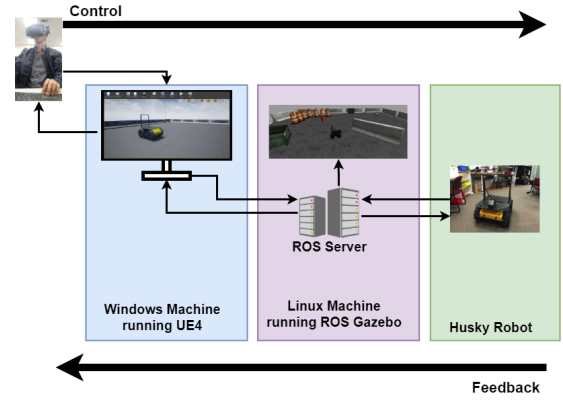 Control
ROS Server
Windows Machine
running UE4
Linux Machine
running ROS Gazebo
Husky Robot
Feedback